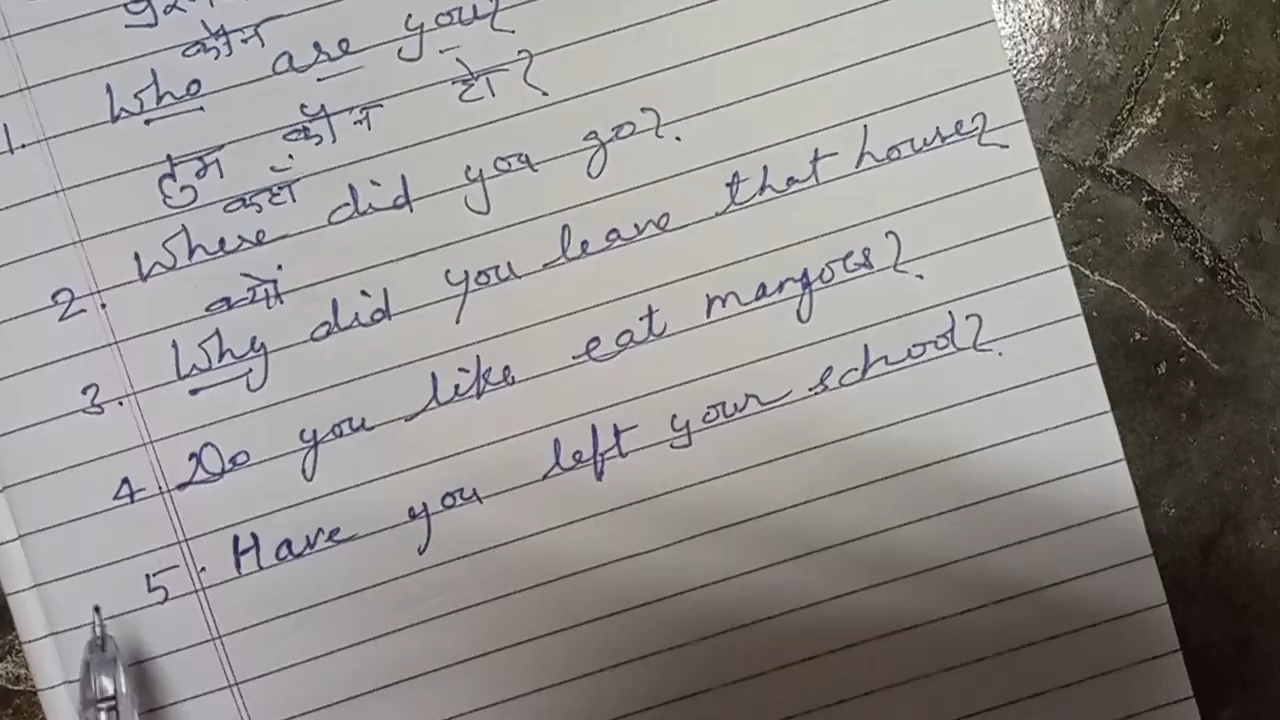 कौन
1. Who are you?
तुम कौन हो?
कहाँ
2. Where did you go?
क्यों
3. Why did you leave that house?
4. Do you like eat mangoes?
5. Have you left your school?